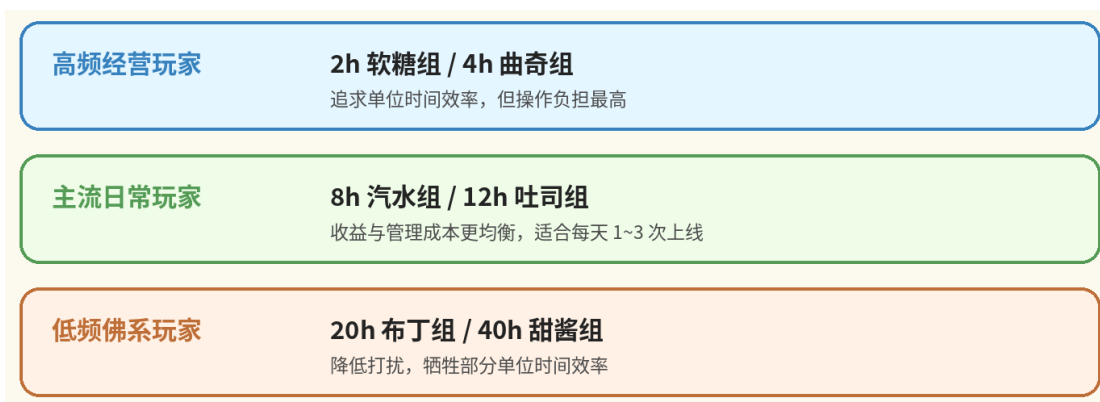 高频经营玩家
2h 软糖组 / 4h 曲奇组
追求单位时间效率，但操作负担最高
主流日常玩家
8h 汽水组 / 12h 吐司组
收益与管理成本更均衡，适合每天 1~3 次上线
低频佛系玩家
20h 布丁组 / 40h 甜酱组
降低打扰，牺牲部分单位时间效率